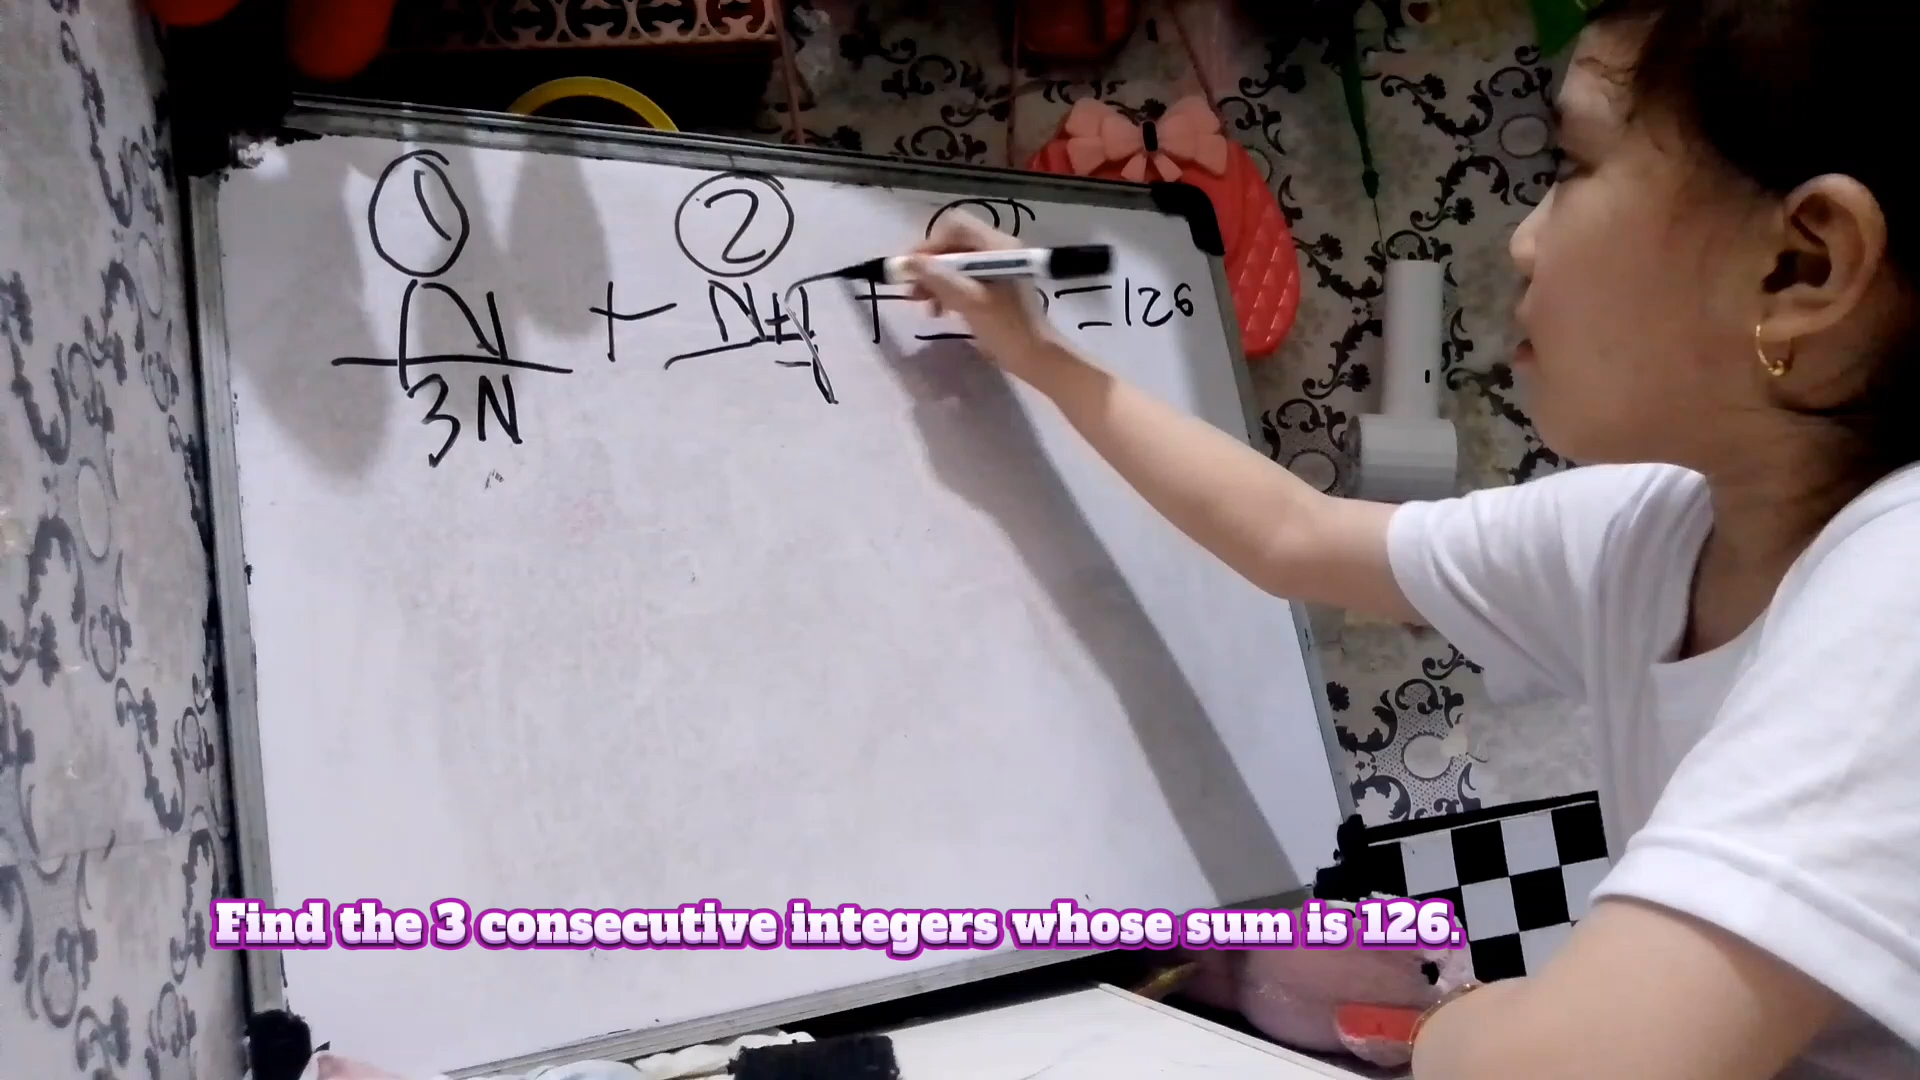 1 2
N + N+1 + = 126
3N
Find the 3 consecutive integers whose sum is 126.